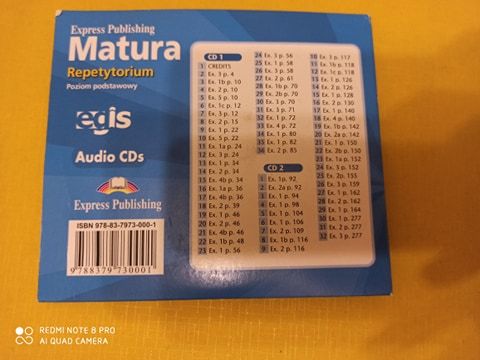 Express Publishing
Matura
Repetytorium
Poziom podstawowy
egis
Audio CDs
Express Publishing
ISBN 978-83-7973-000-1
9788379730001
CD 1
1 CREDITS
2 Ex. 3 p. 4
3 Ex. 1b p. 10
4 Ex. 2 p. 10
5 Ex. 5 p. 10
6 Ex. 1c p. 12
7 Ex. 3 p. 12
8 Ex. 2 p. 15
9 Ex. 5 p. 22
10 Ex. 5 p. 22
11 Ex. 1a p. 24
12 Ex. 3 p. 24
13 Ex. 1 p. 34
14 Ex. 2 p. 34
15 Ex. 4b p. 34
16 Ex. 1a p. 36
17 Ex. 4b p. 36
18 Ex. 2 p. 39
19 Ex. 1 p. 46
20 Ex. 2 p. 46
21 Ex. 4b p. 46
22 Ex. 1b p. 48
23 Ex. 1 p. 56
24 Ex. 3 p. 56
25 Ex. 1 p. 58
26 Ex. 3 p. 58
27 Ex. 2 p. 61
28 Ex. 1b p. 70
29 Ex. 2b p. 70
30 Ex. 3 p. 70
31 Ex. 3 p. 71
32 Ex. 4 p. 72
33 Ex. 1 p. 80
34 Ex. 4 p.
35 Ex. 1 p.
36 Ex. 2 p. 85
CD 2
1 Ex. 1p. 92
2 Ex. 2a p. 92
3 Ex. 1 p. 94
4 Ex. 1 p. 98
5 Ex. 1 p. 104
6 Ex. 1 p. 106
7 Ex. 2 p. 109
8 Ex. 1b p. 116
9 Ex. 2 p. 116
10 Ex. 3 p. 117
11 Ex. 1b p. 118
12 Ex. 1c p. 118
13 Ex. 1 p. 126
14 Ex. 2 p. 126
15 Ex. 1 p. 128
16 Ex. 2 p. 128
17 Ex. 1 p. 140
18 Ex. 4 p. 140
19 Ex. 1b p. 142
20 Ex. 2a p. 142
21 Ex. 1 p. 150
22 Ex. 2b p. 150
23 Ex. 1a p. 152
24 Ex. 3 p. 152
25 Ex. 2b p. 155
26 Ex. 3 p. 159
27 Ex. 1 p. 162
28 Ex. 2 p. 162
29 Ex. 1 p. 164
30 Ex. 1 p. 277
31 Ex. 2 p. 277
32 Ex. 3 p. 277
REDMI NOTE 8 PRO
AI QUAD CAMERA